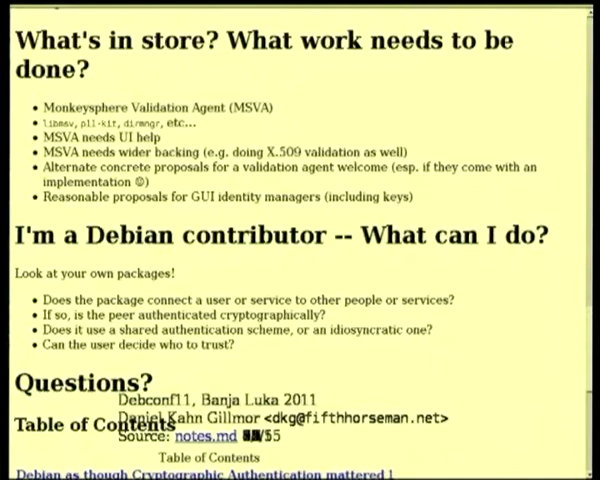 What's in store? What work needs to be
done?
• Monkeysphere Validation Agent (MSVA)
• libmsv, p11-kit, dirmngr, etc...
• MSVA needs UI help
• MSVA needs wider backing (e.g. doing X.509 validation as well)
• Alternate concrete proposals for a validation agent welcome (esp. if they come with an
implementation ☺)
• Reasonable proposals for GUI identity managers (including keys)
I'm a Debian contributor -- What can I do?
Look at your own packages!
• Does the package connect a user or service to other people or services?
• If so, is the peer authenticated cryptographically?
• Does it use a shared authentication scheme, or an idiosyncratic one?
• Can the user decide who to trust?
Questions?
Debconf11, Banja Luka 2011
Daniel Kahn Gillmor <dkg@fifthhorseman.net>
Table of Contents
Source: notes.md
Table of Contents
Debian as though Cryptographic Authentication mattered 1